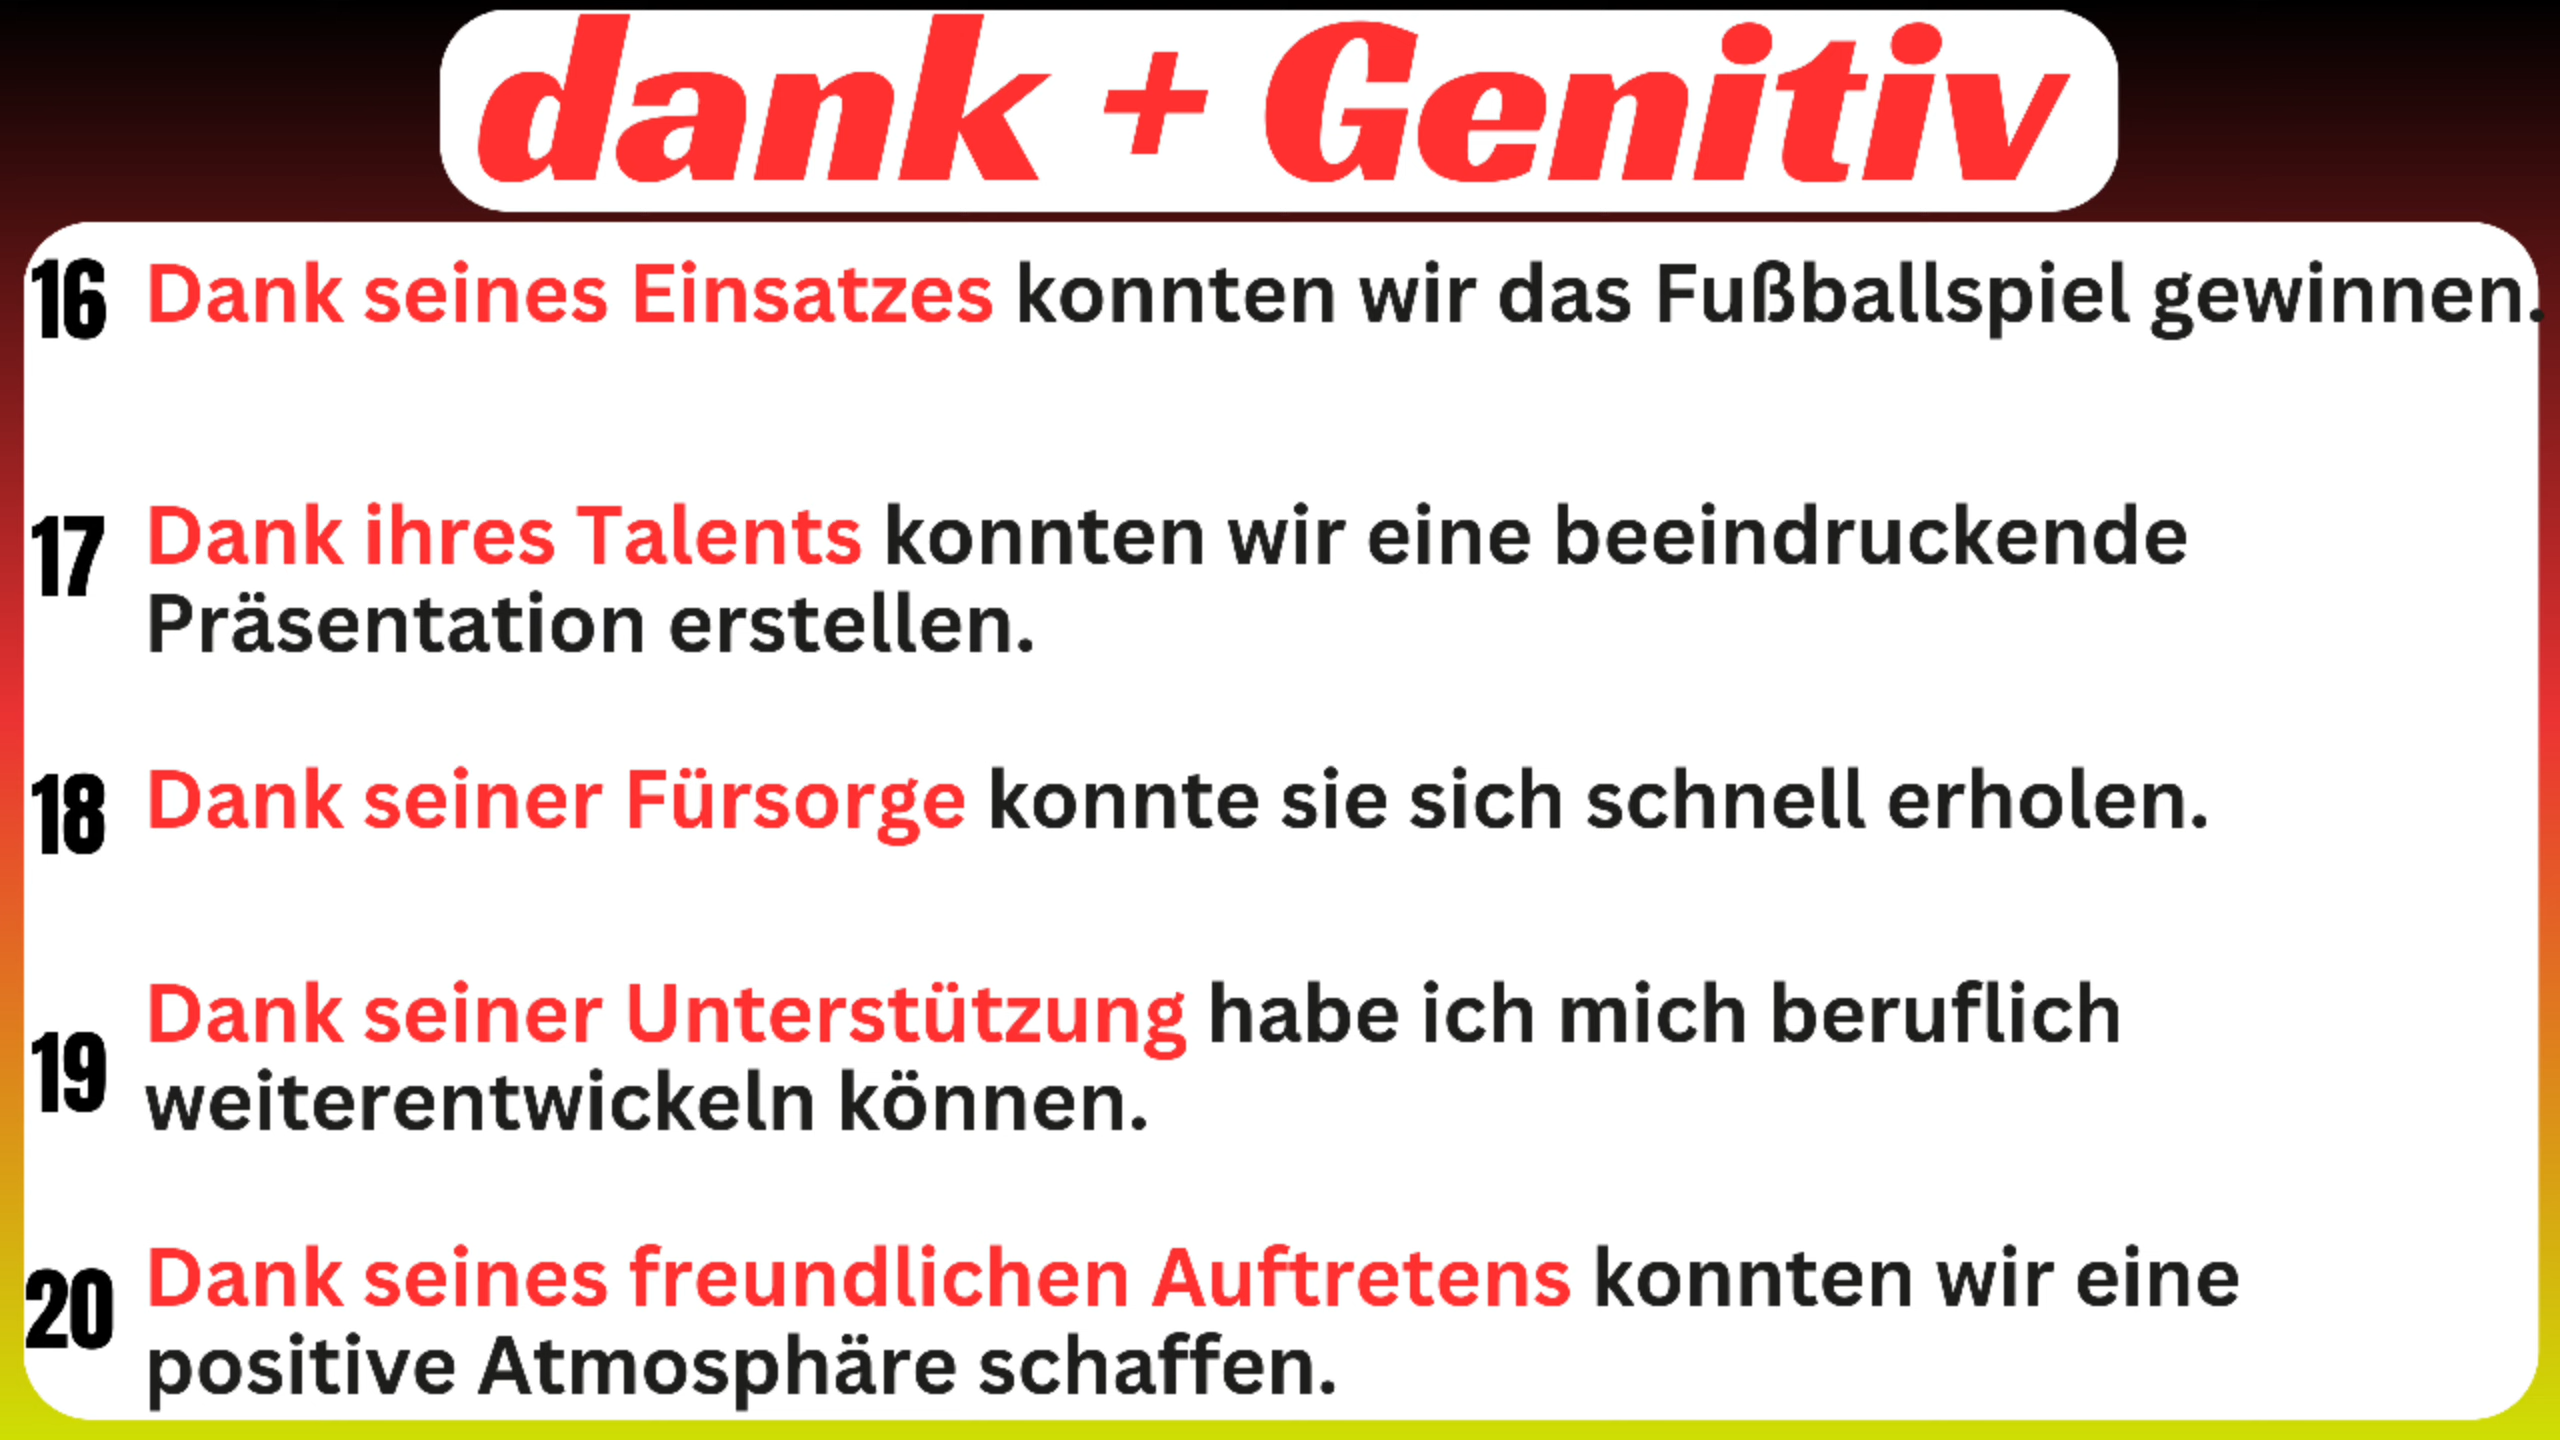 dank + Genitiv
16 Dank seines Einsatzes konnten wir das Fußballspiel gewinnen.
17 Dank ihres Talents konnten wir eine beeindruckende
Präsentation erstellen.
18 Dank seiner Fürsorge konnte sie sich schnell erholen.
19 Dank seiner Unterstützung habe ich mich beruflich
weiterentwickeln können.
20 Dank seines freundlichen Auftretens konnten wir eine
positive Atmosphäre schaffen.